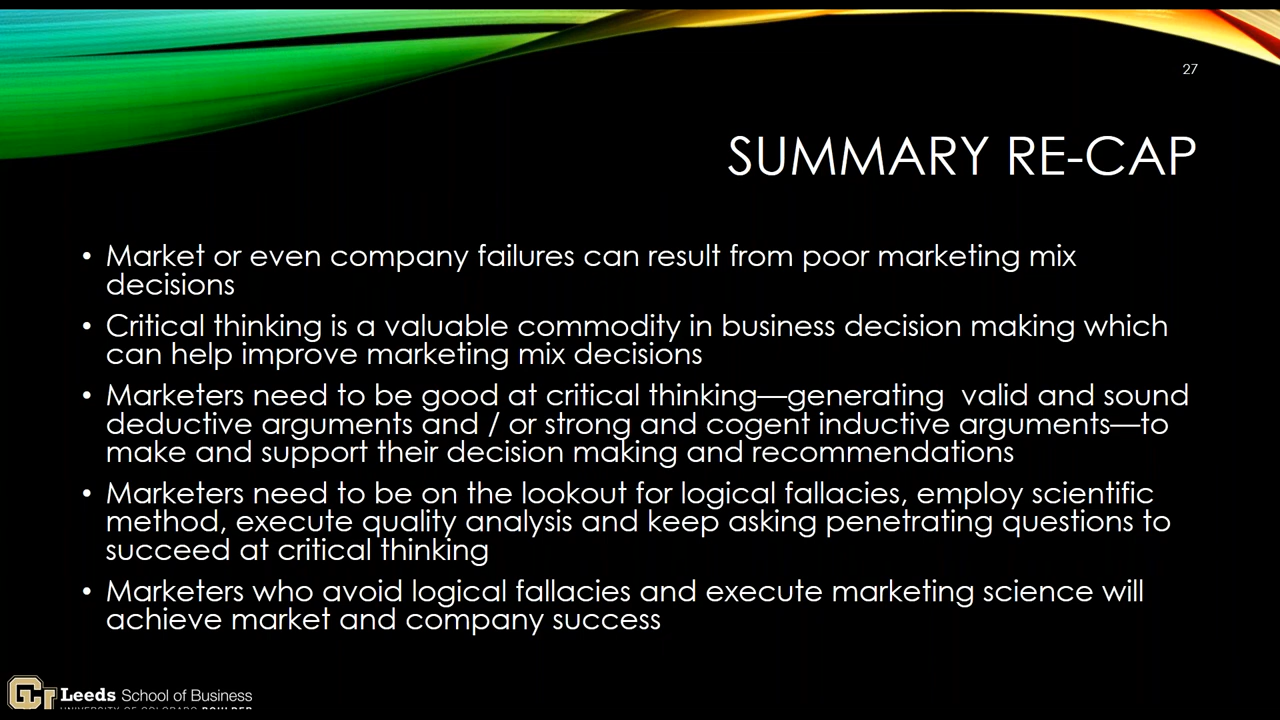 27
SUMMARY RE-CAP
• Market or even company failures can result from poor marketing mix
decisions
• Critical thinking is a valuable commodity in business decision making which
can help improve marketing mix decisions
• Marketers need to be good at critical thinking—generating  valid and sound
deductive arguments and / or strong and cogent inductive arguments—to
make and support their decision making and recommendations
• Marketers need to be on the lookout for logical fallacies, employ scientific
method, execute quality analysis and keep asking penetrating questions to
succeed at critical thinking
• Marketers who avoid logical fallacies and execute marketing science will
achieve market and company success
CU Leeds School of Business
UNIVERSITY OF COLORADO BOULDER